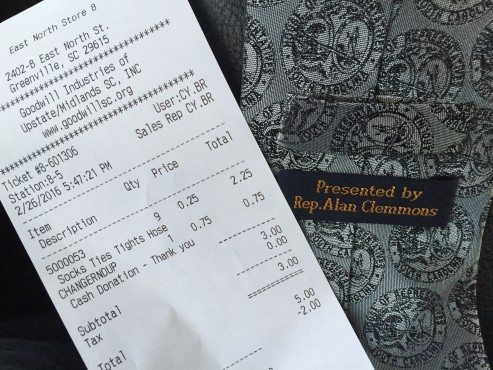 East North Store 8
2402-B East North St.
Greenville, SC 29615
****************************
Goodwill Industries of
Upstate/Midlands SC, INC
www.goodwillsc.org
****************************
Ticket #8-601306 User:CY.BR
Station:8-5 Sales Rep CY.BR
2/26/2016 5:47:21 PM
Item
Description Qty Price Total
5000053 9 0.25 2.25
Socks Ties Tights Hose
CHANGERNDUP 1 0.75 0.75
Cash Donation - Thank you
Subtotal 3.00
Tax 0.00
Total 3.00
5.00
-2.00
Presented by
Rep. Alan Clemmons